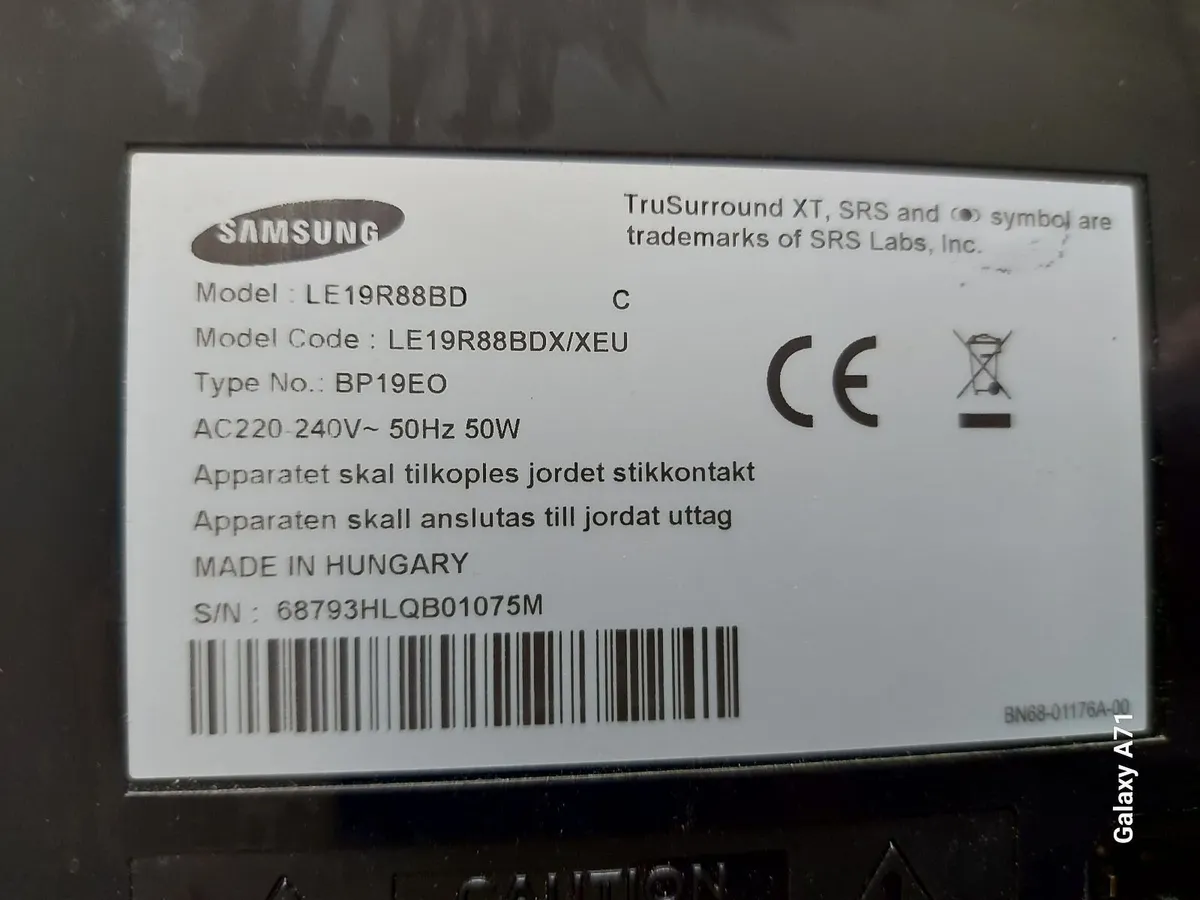 SAMSUNG
TruSurround XT, SRS and (●) symbol are
trademarks of SRS Labs, Inc.
Model : LE19R88BD C
Model Code : LE19R88BDX/XEU
Type No.: BP19EO
AC220-240V~ 50Hz 50W
Apparatet skal tilkoples jordet stikkontakt
Apparaten skall anslutas till jordat uttag
MADE IN HUNGARY
S/N : 68793HLQB01075M
BN68-01176A-00
Galaxy A71
CAUTION